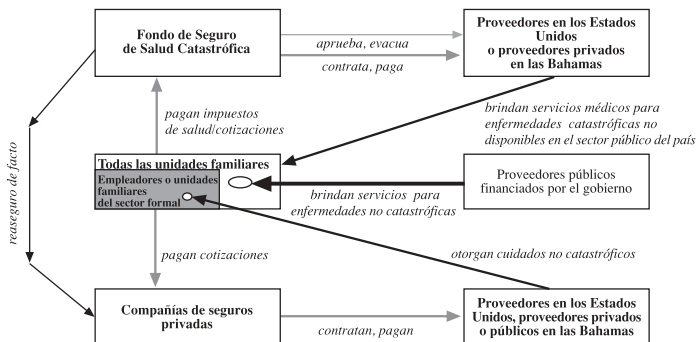 Fondo de Seguro
de Salud Catastrófica
aprueba, evacua
contrata, paga
Proveedores en los Estados
Unidos
o proveedores privados
en las Bahamas
pagan impuestos
de salud/cotizaciones
brindan servicios médicos para
enfermedades catastróficas no
disponibles en el sector público del país
reaseguro de facto
Todas las unidades familiares
Empleadores o unidades
familiares
del sector formal
brindan servicios para
enfermedades no catastróficas
Proveedores públicos
financiados por el gobierno
pagan cotizaciones
otorgan cuidados no catastróficos
Compañías de seguros
privadas
contratan, pagan
Proveedores en los Estados
Unidos, proveedores privados
o públicos en las Bahamas